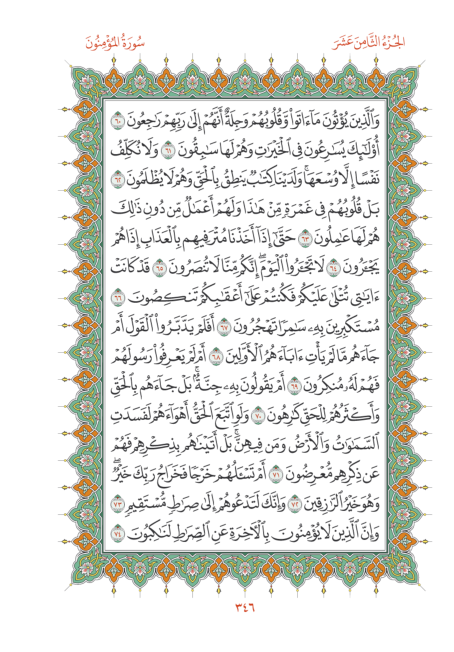 الجُزْءُ الثَّامِنَ عَشَرَ
سُورَةُ المُؤْمِنُونَ
وَٱلَّذِينَ يُؤْتُونَ مَآ ءَاتَوا۟ وَّقُلُوبُهُمْ وَجِلَةٌ أَنَّهُمْ إِلَىٰ رَبِّهِمْ رَٰجِعُونَ ٦٠
أُو۟لَٰٓئِكَ يُسَٰرِعُونَ فِى ٱلْخَيْرَٰتِ وَهُمْ لَهَا سَٰبِقُونَ ٦١ وَلَا نُكَلِّفُ
نَفْسًا إِلَّا وُسْعَهَا ۖ وَلَدَيْنَا كِتَٰبٌ يَنطِقُ بِٱلْحَقِّ وَهُمْ لَا يُظْلَمُونَ ٦٢
بَلْ قُلُوبُهُمْ فِى غَمْرَةٍ مِّنْ هَٰذَا وَلَهُمْ أَعْمَٰلٌ مِّن دُونِ ذَٰلِكَ
هُمْ لَهَا عَٰمِلُونَ ٦٣ حَتَّىٰٓ إِذَآ أَخَذْنَا مُتْرَفِيهِم بِٱلْعَذَابِ إِذَا هُمْ
يَجْـَٔرُونَ ٦٤ لَا تَجْـَٔرُوا۟ ٱلْيَوْمَ ۖ إِنَّكُم مِّنَّا لَا تُنصَرُونَ ٦٥ قَدْ كَانَتْ
ءَايَٰتِى تُتْلَىٰ عَلَيْكُمْ فَكُنتُمْ عَلَىٰٓ أَعْقَٰبِكُمْ تَنكِصُونَ ٦٦
مُسْتَكْبِرِينَ بِهِۦ سَٰمِرًا تَهْجُرُونَ ٦٧ أَفَلَمْ يَدَّبَّرُوا۟ ٱلْقَوْلَ أَمْ
جَآءَهُم مَّا لَمْ يَأْتِ ءَابَآءَهُمُ ٱلْأَوَّلِينَ ٦٨ أَمْ لَمْ يَعْرِفُوا۟ رَسُولَهُمْ
فَهُمْ لَهُۥ مُنكِرُونَ ٦٩ أَمْ يَقُولُونَ بِهِۦ جِنَّةٌۢ ۚ بَلْ جَآءَهُم بِٱلْحَقِّ
وَأَكْثَرُهُمْ لِلْحَقِّ كَٰرِهُونَ ٧٠ وَلَوِ ٱتَّبَعَ ٱلْحَقُّ أَهْوَآءَهُمْ لَفَسَدَتِ
ٱلسَّمَٰوَٰتُ وَٱلْأَرْضُ وَمَن فِيهِنَّ ۚ بَلْ أَتَيْنَٰهُم بِذِكْرِهِمْ فَهُمْ
عَن ذِكْرِهِم مُّعْرِضُونَ ٧١ أَمْ تَسْـَٔلُهُمْ خَرْجًا فَخَرَاجُ رَبِّكَ خَيْرٌ ۖ
وَهُوَ خَيْرُ ٱلرَّٰزِقِينَ ٧٢ وَإِنَّكَ لَتَدْعُوهُمْ إِلَىٰ صِرَٰطٍ مُّسْتَقِيمٍ ٧٣
وَإِنَّ ٱلَّذِينَ لَا يُؤْمِنُونَ بِٱلْءَاخِرَةِ عَنِ ٱلصِّرَٰطِ لَنَٰكِبُونَ ٧٤
٣٤٦